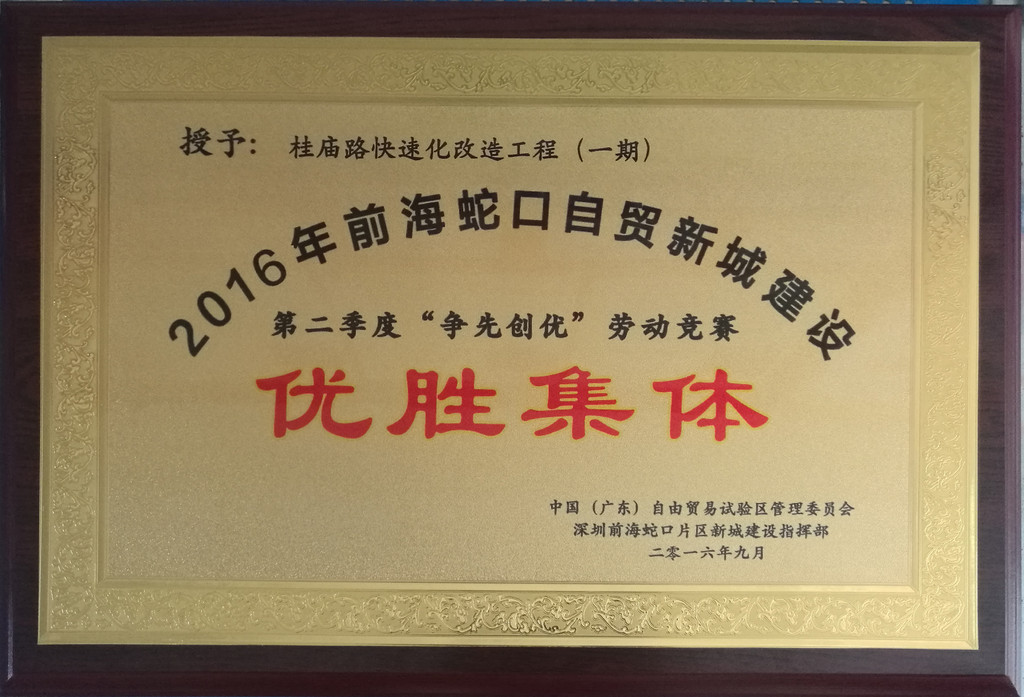 授予：桂庙路快速化改造工程（一期）
2016年前海蛇口自贸新城建设
第二季度“争先创优”劳动竞赛
优胜集体
中国（广东）自由贸易试验区管理委员会
深圳前海蛇口片区新城建设指挥部
二零一六年九月